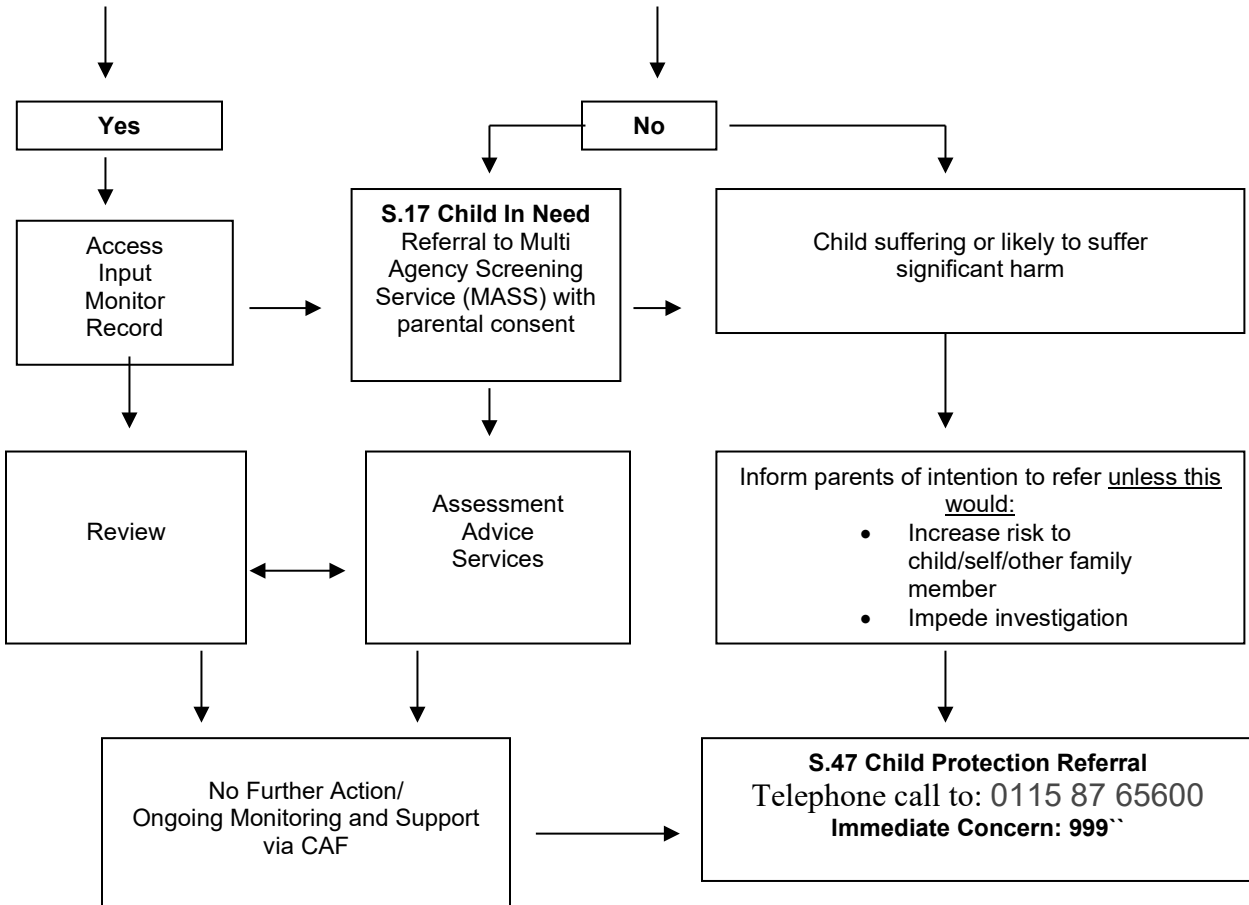 Yes
No
Access
Input
Monitor
Record
S.17 Child In Need
Referral to Multi
Agency Screening
Service (MASS) with
parental consent
Child suffering or likely to suffer
significant harm
Review
Assessment
Advice
Services
Inform parents of intention to refer unless this
would:
• Increase risk to
child/self/other family
member
• Impede investigation
No Further Action/
Ongoing Monitoring and Support
via CAF
S.47 Child Protection Referral
Telephone call to: 0115 87 65600
Immediate Concern: 999``